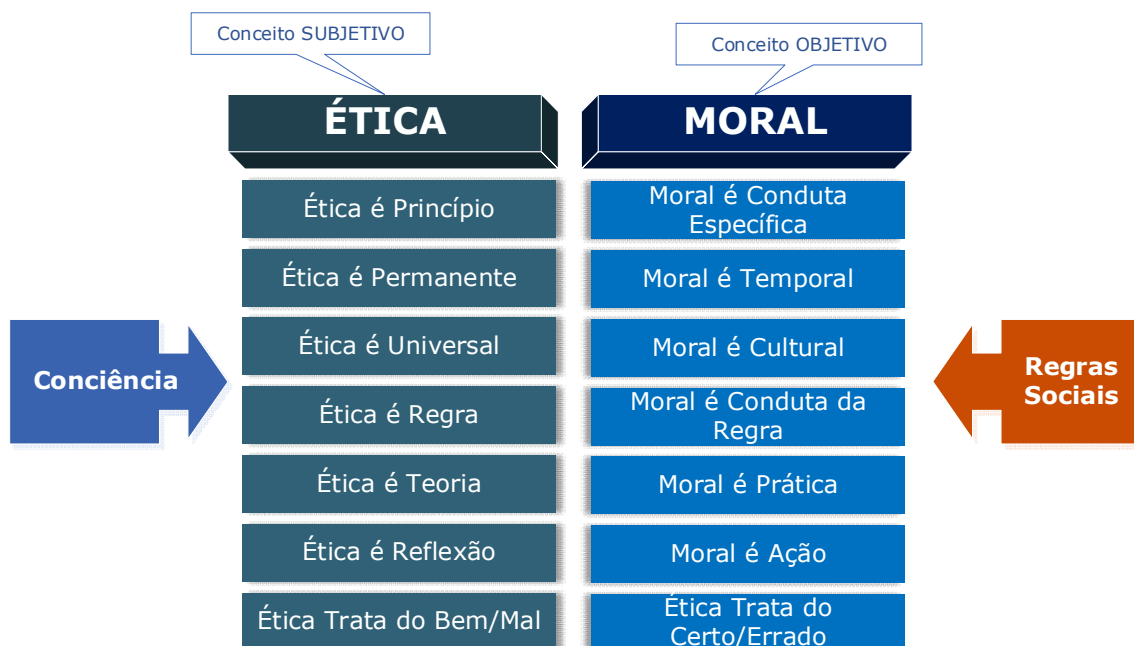 Conceito SUBJETIVO
Conceito OBJETIVO
ÉTICA
MORAL
Ética é Princípio
Moral é Conduta
Específica
Ética é Permanente
Moral é Temporal
Ética é Universal
Moral é Cultural
Conciência
Regras
Sociais
Ética é Regra
Moral é Conduta da
Regra
Ética é Teoria
Moral é Prática
Ética é Reflexão
Moral é Ação
Ética Trata do Bem/Mal
Ética Trata do
Certo/Errado